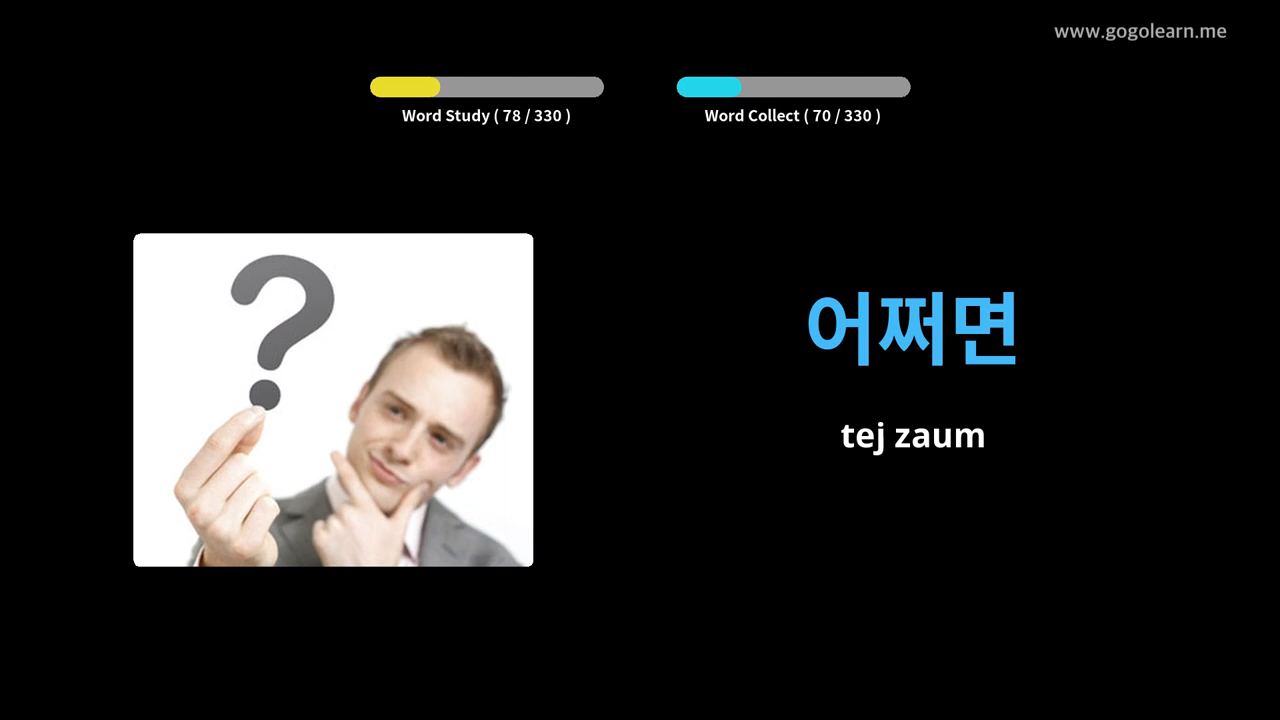 www.gogolearn.me
Word Study ( 78 / 330 )
Word Collect ( 70 / 330 )
어쩌면
tej zaum